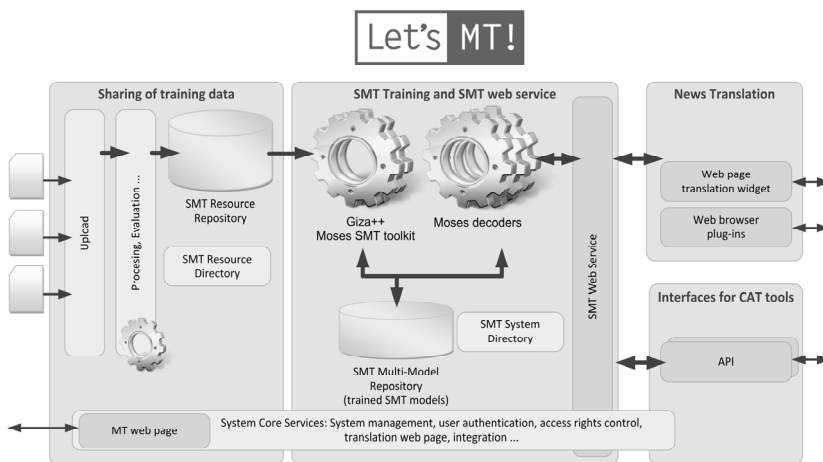 Let's MT!
Sharing of training data
Upload
Procesing, Evaluation ...
SMT Resource
Repository
SMT Resource
Directory
SMT Training and SMT web service
Giza++
Moses SMT toolkit
Moses decoders
SMT Multi-Model
Repository
(trained SMT models)
SMT System
Directory
SMT Web Service
News Translation
Web page
translation widget
Web browser
plug-ins
Interfaces for CAT tools
API
MT web page
System Core Services: System management, user authentication, access rights control,
translation web page, integration ...